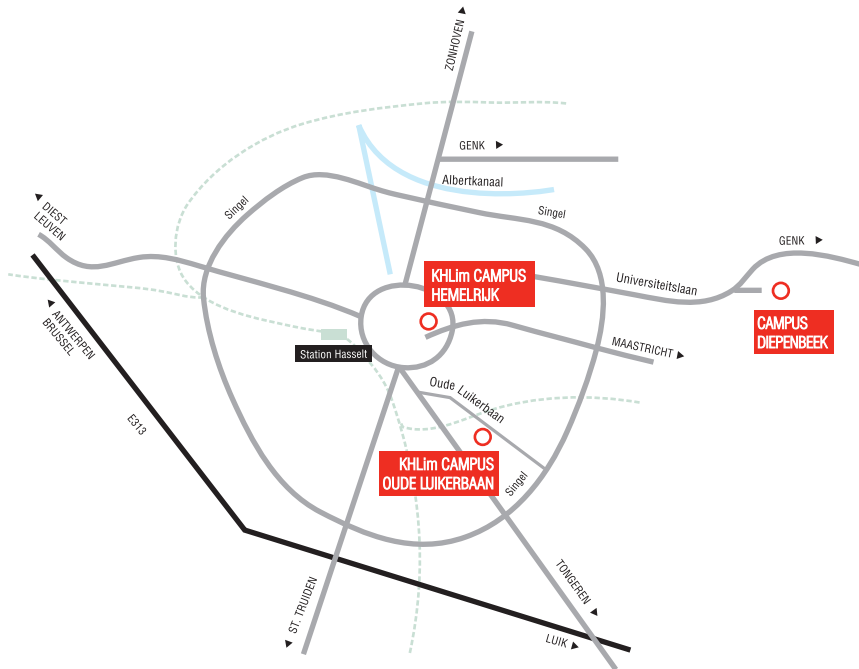 ZONHOVEN
GENK
Albertkanaal
Singel
Singel
DIEST
LEUVEN
GENK
KHLim CAMPUS
HEMELRIJK
Universiteitslaan
ANTWERPEN
BRUSSEL
CAMPUS
DIEPENBEEK
MAASTRICHT
Station Hasselt
Oude Luikerbaan
E313
KHLim CAMPUS
OUDE LUIKERBAAN
Singel
TONGEREN
ST. TRUIDEN
LUIK